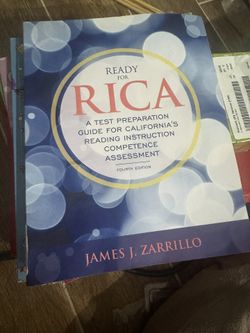 READY
FOR
RICA
A TEST PREPARATION
GUIDE FOR CALIFORNIA'S
READING INSTRUCTION
COMPETENCE
ASSESSMENT
FOURTH EDITION
JAMES J. ZARRILLO